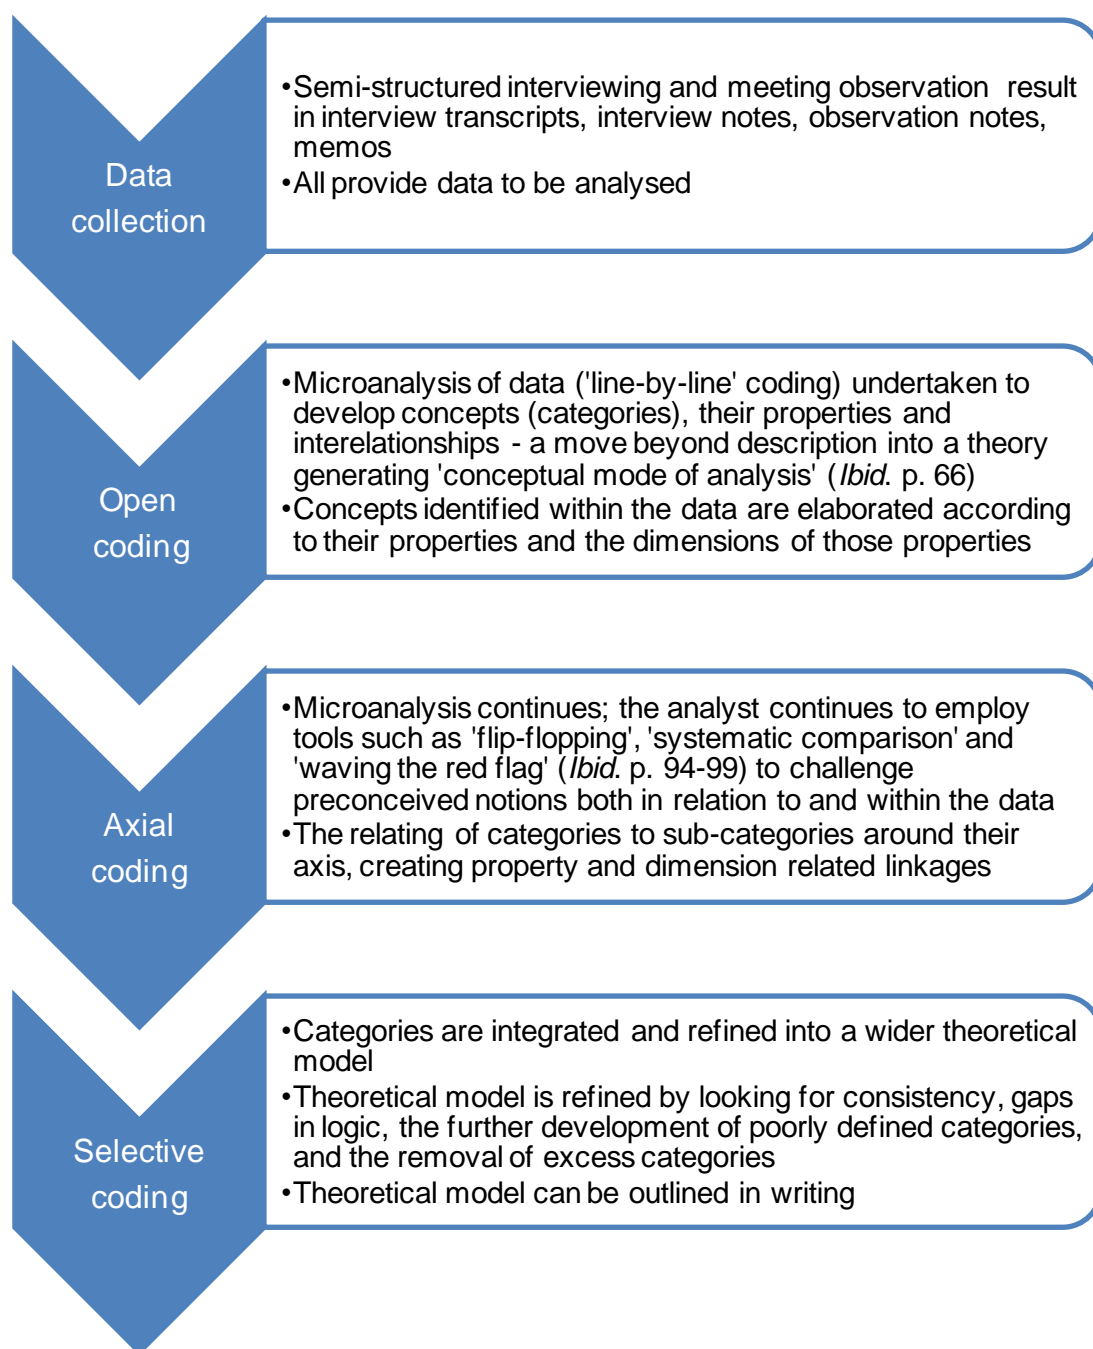 Data
collection
•Semi-structured interviewing and meeting observation result
in interview transcripts, interview notes, observation notes,
memos
•All provide data to be analysed
Open
coding
•Microanalysis of data ('line-by-line' coding) undertaken to
develop concepts (categories), their properties and
interelationships - a move beyond description into a theory
generating 'conceptual mode of analysis' (Ibid. p. 66)
•Concepts identified within the data are elaborated according
to their properties and the dimensions of those properties
Axial
coding
•Microanalysis continues; the analyst continues to employ
tools such as 'flip-flopping', 'systematic comparison' and
'waving the red flag' (Ibid. p. 94-99) to challenge
preconceived notions both in relation to and within the data
•The relating of categories to sub-categories around their
axis, creating property and dimension related linkages
Selective
coding
•Categories are integrated and refined into a wider theoretical
model
•Theoretical model is refined by looking for consistency, gaps
in logic, the further development of poorly defined categories,
and the removal of excess categories
•Theoretical model can be outlined in writing